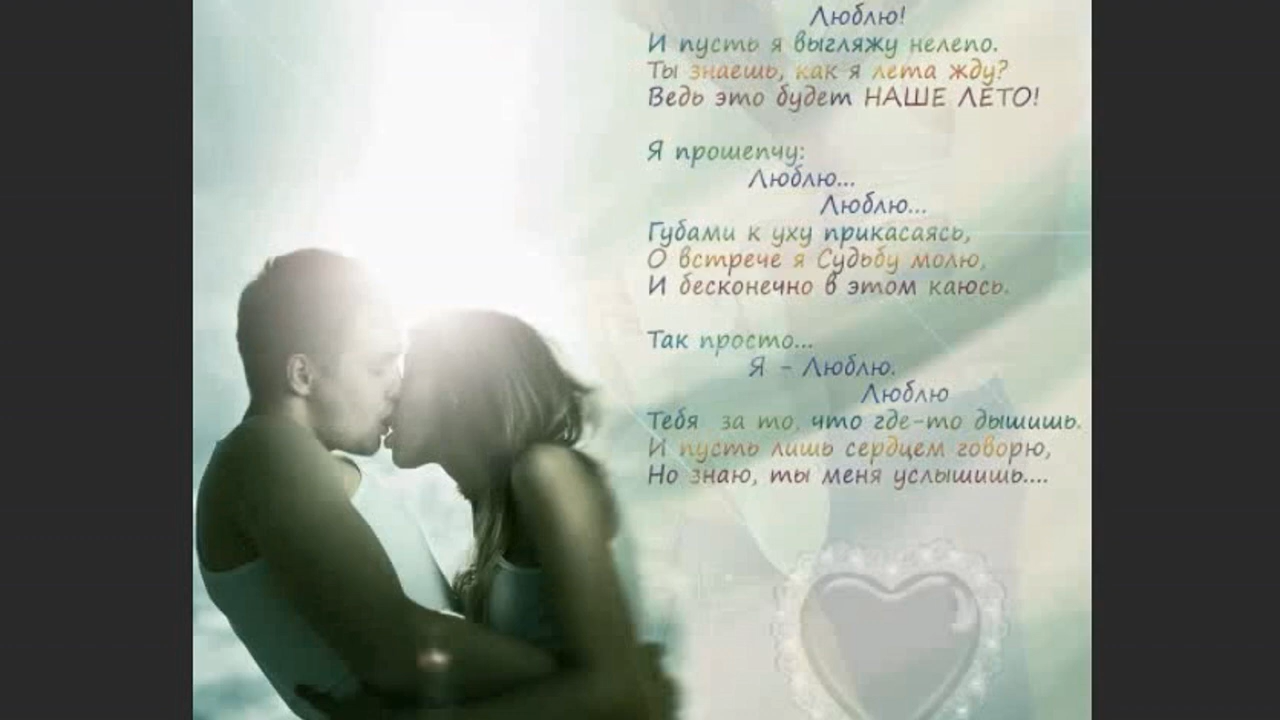 Люблю!
И пусть я выгляжу нелепо.
Ты знаешь, как я лета жду?
Ведь это будет НАШЕ ЛЕТО!
Я прошепчу:
Люблю...
Люблю...
Губами к уху прикасаясь,
О встрече я Судьбу молю,
И бесконечно в этом каюсь.
Так просто...
Я - Люблю.
Люблю
Тебя за то, что где-то дышишь.
И пусть лишь сердцем говорю,
Но знаю, ты меня услышишь....